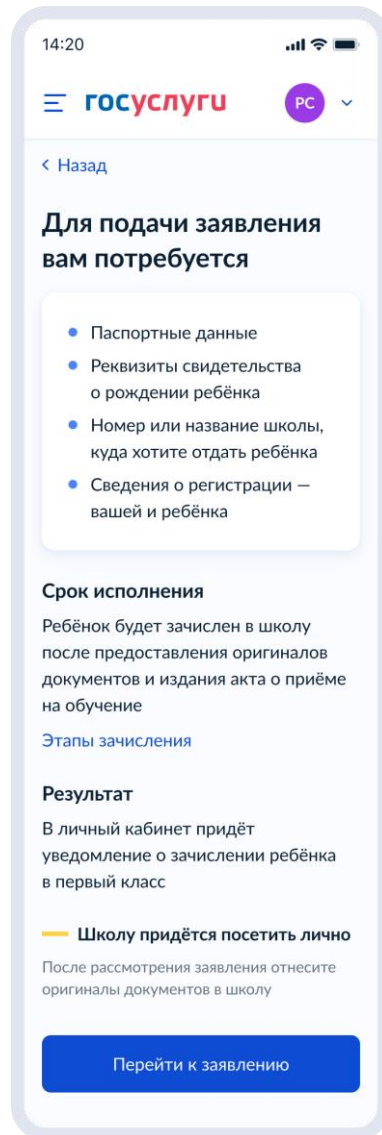 14:20
госуслуги
РС
Назад
Для подачи заявления
вам потребуется
Паспортные данные
Реквизиты свидетельства
о рождении ребёнка
Номер или название школы,
куда хотите отдать ребёнка
Сведения о регистрации —
вашей и ребёнка
Срок исполнения
Ребёнок будет зачислен в школу
после предоставления оригиналов
документов и издания акта о приёме
на обучение
Этапы зачисления
Результат
В личный кабинет придёт
уведомление о зачислении ребёнка
в первый класс
Школу придётся посетить лично
После рассмотрения заявления отнесите
оригиналы документов в школу
Перейти к заявлению